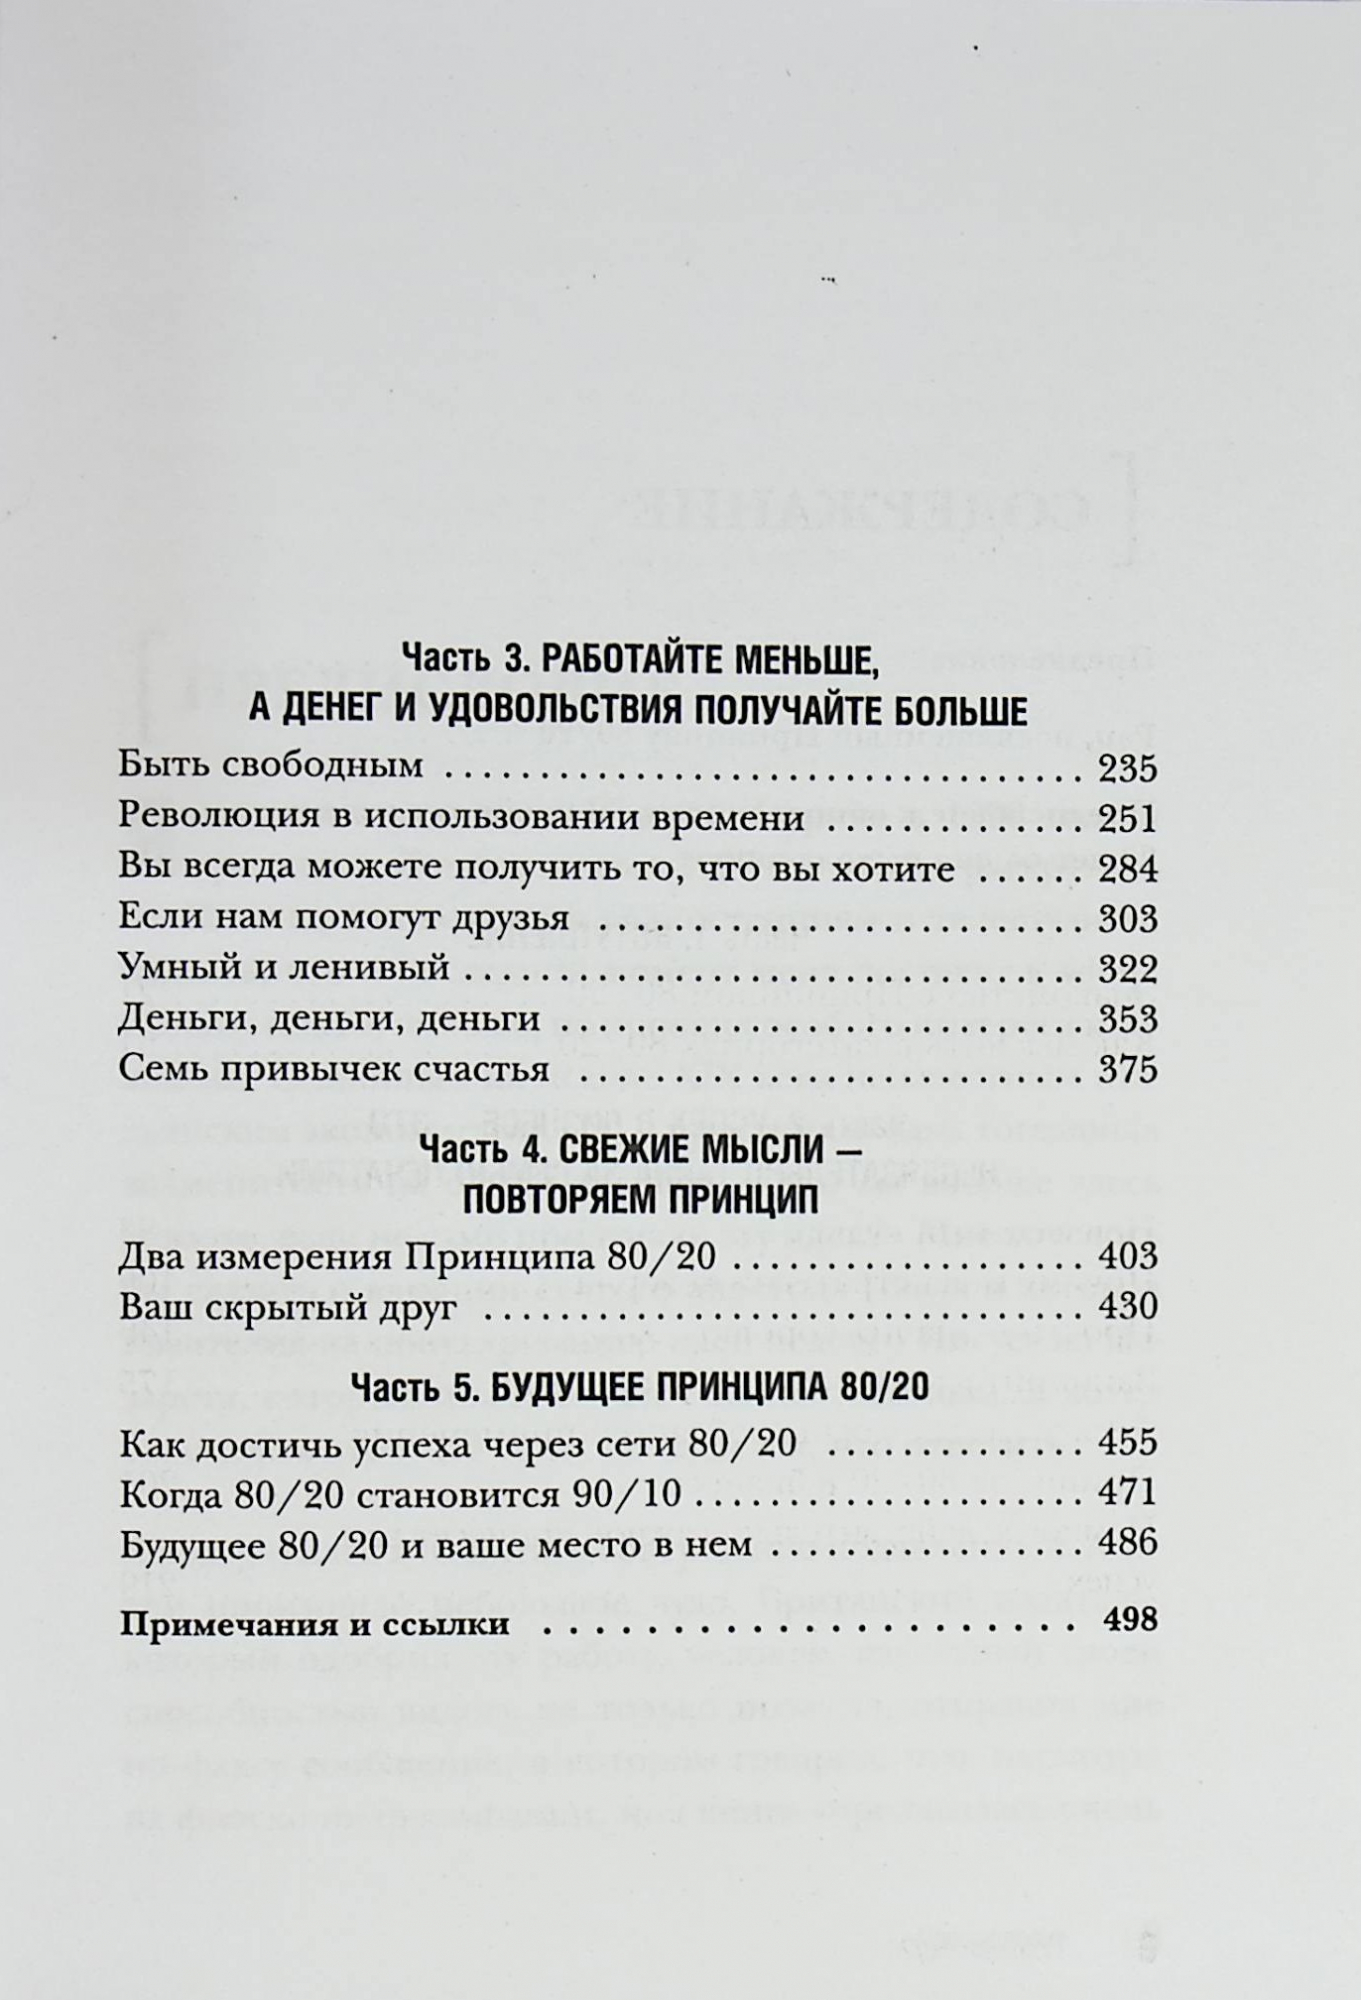 Часть 3. РАБОТАЙТЕ МЕНЬШЕ,
А ДЕНЕГ И УДОВОЛЬСТВИЯ ПОЛУЧАЙТЕ БОЛЬШЕ
Быть свободным ........................................ 235
Революция в использовании времени ................ 251
Вы всегда можете получить то, что вы хотите ...... 284
Если нам помогут друзья ............................. 303
Умный и ленивый ....................................... 322
Деньги, деньги, деньги ................................. 353
Семь привычек счастья ................................ 375
Часть 4. СВЕЖИЕ МЫСЛИ –
ПОВТОРЯЕМ ПРИНЦИП
Два измерения Принципа 80/20 ...................... 403
Ваш скрытый друг ...................................... 430
Часть 5. БУДУЩЕЕ ПРИНЦИПА 80/20
Как достичь успеха через сети 80/20 ................ 455
Когда 80/20 становится 90/10 ......................... 471
Будущее 80/20 и ваше место в нем .................... 486
Примечания и ссылки ..................... 498